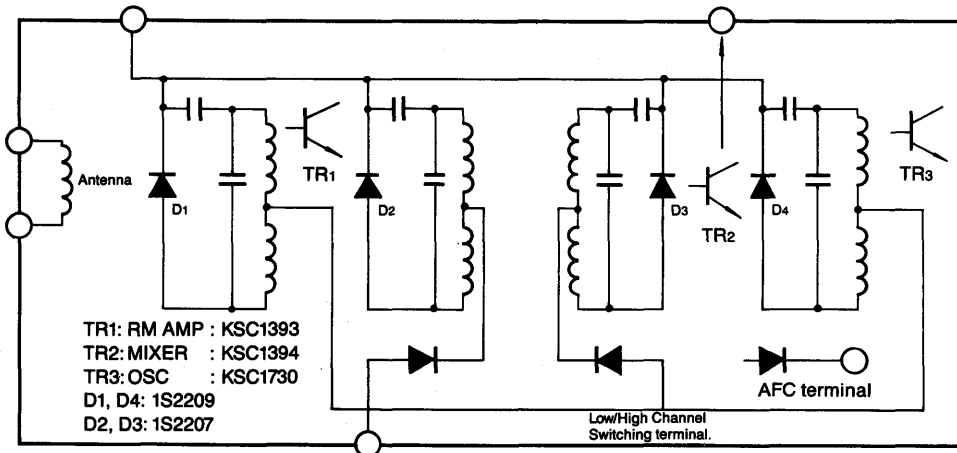 Antenna
D1
TR1
D2
D3
TR2
D4
TR3
TR1: RM AMP : KSC1393
TR2: MIXER : KSC1394
TR3: OSC : KSC1730
D1, D4: 1S2209
D2, D3: 1S2207
AFC terminal
Low/High Channel
Switching terminal.